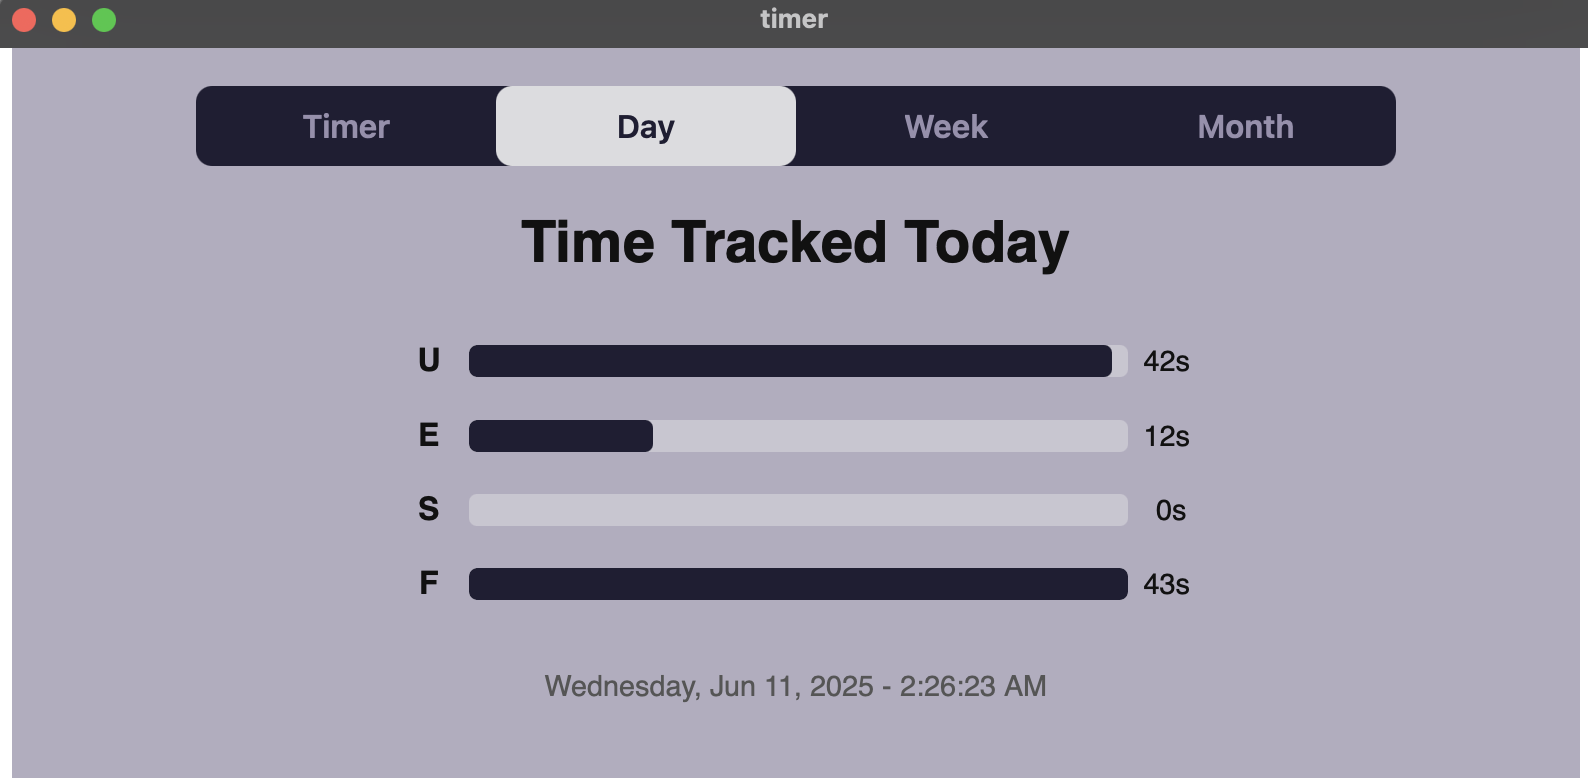 timer
Timer Day Week Month
Time Tracked Today
U 42s
E 12s
S 0s
F 43s
Wednesday, Jun 11, 2025 - 2:26:23 AM